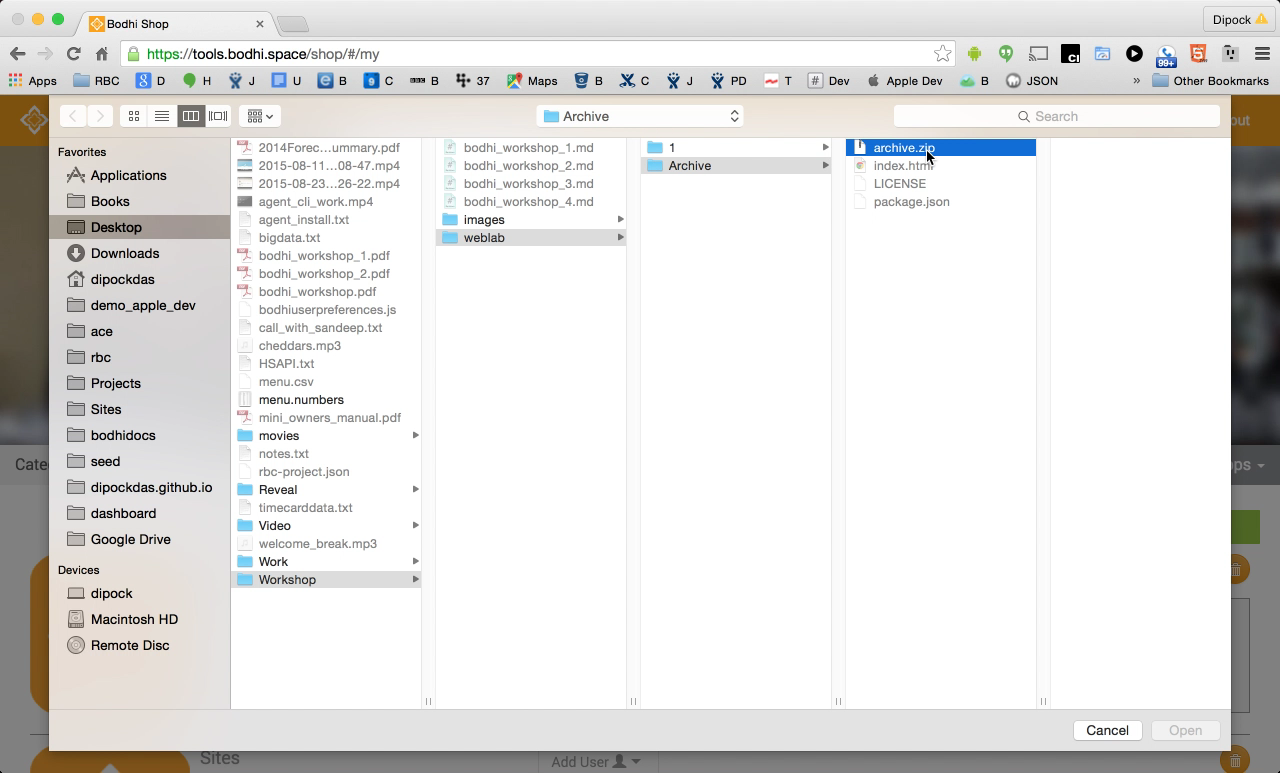 Bodhi Shop
Dipock
https://tools.bodhi.space/shop/#/my
99+
Apps RBC D H J U B C B 37 Maps B C J PD T Dev Apple Dev B JSON » Other Bookmarks
Archive
Search
out
Favorites
Applications
Books
Desktop
Downloads
dipockdas
demo_apple_dev
ace
rbc
Projects
Sites
bodhidocs
seed
dipockdas.github.io
dashboard
Google Drive
Devices
dipock
Macintosh HD
Remote Disc
2014Forec...ummary.pdf
2015-08-11...08-47.mp4
2015-08-23...26-22.mp4
agent_cli_work.mp4
agent_install.txt
bigdata.txt
bodhi_workshop_1.pdf
bodhi_workshop_2.pdf
bodhi_workshop.pdf
bodhiuserpreferences.js
call_with_sandeep.txt
cheddars.mp3
HSAPI.txt
menu.csv
menu.numbers
mini_owners_manual.pdf
movies
notes.txt
rbc-project.json
Reveal
timecarddata.txt
Video
welcome_break.mp3
Work
Workshop
bodhi_workshop_1.md
bodhi_workshop_2.md
bodhi_workshop_3.md
bodhi_workshop_4.md
images
weblab
1
Archive
archive.zip
index.html
LICENSE
package.json
Cate
ps
Cancel
Open
Sites
Add User